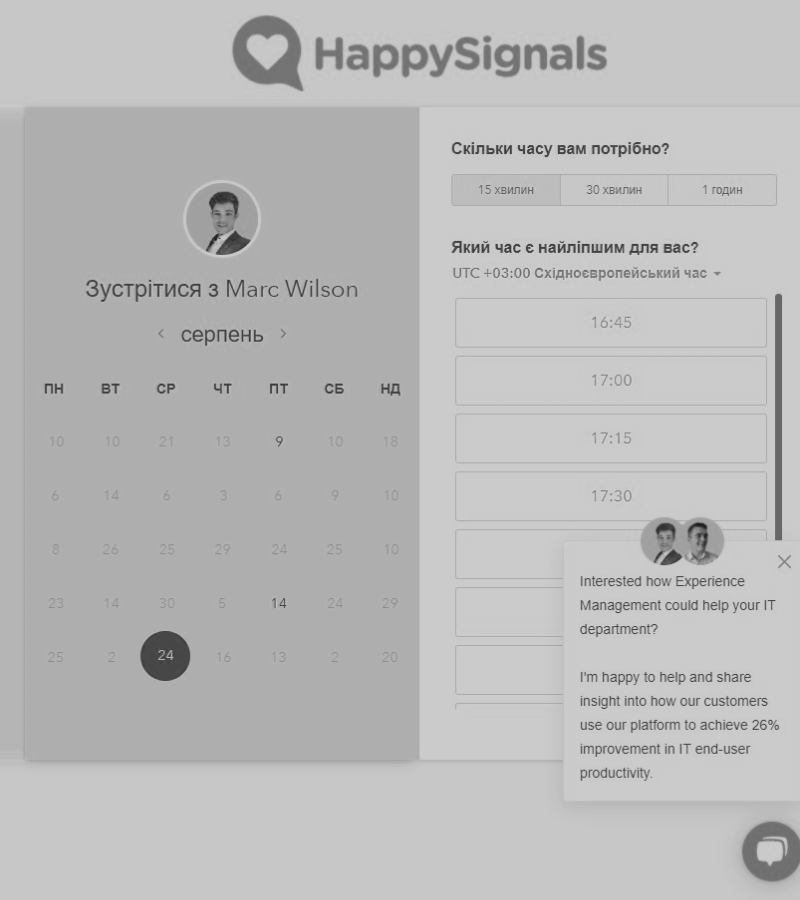 HappySignals
Зустрітися з Marc Wilson
серпень
ПН ВТ СР ЧТ ПТ СБ НД
10 10 21 13 9 10 18
6 14 6 3 6 9 10
8 26 25 29 24 25 10
23 14 30 5 14 24 29
25 2 24 16 13 2 20
Скільки часу вам потрібно?
15 хвилин 30 хвилин 1 годин
Який час є найліпшим для вас?
UTC +03:00 Східноєвропейський час
16:45
17:00
17:15
17:30
Interested how Experience
Management could help your IT
department?
I'm happy to help and share
insight into how our customers
use our platform to achieve 26%
improvement in IT end-user
productivity.